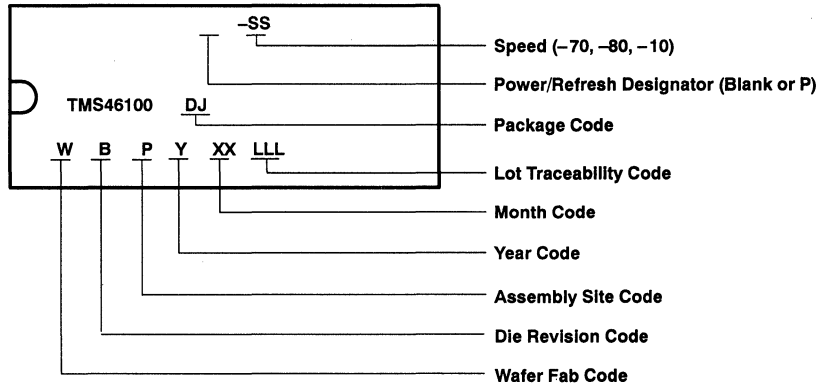 –SS
Speed (–70, –80, –10)
Power/Refresh Designator (Blank or P)
TMS46100 DJ
Package Code
W B P Y XX LLL
Lot Traceability Code
Month Code
Year Code
Assembly Site Code
Die Revision Code
Wafer Fab Code